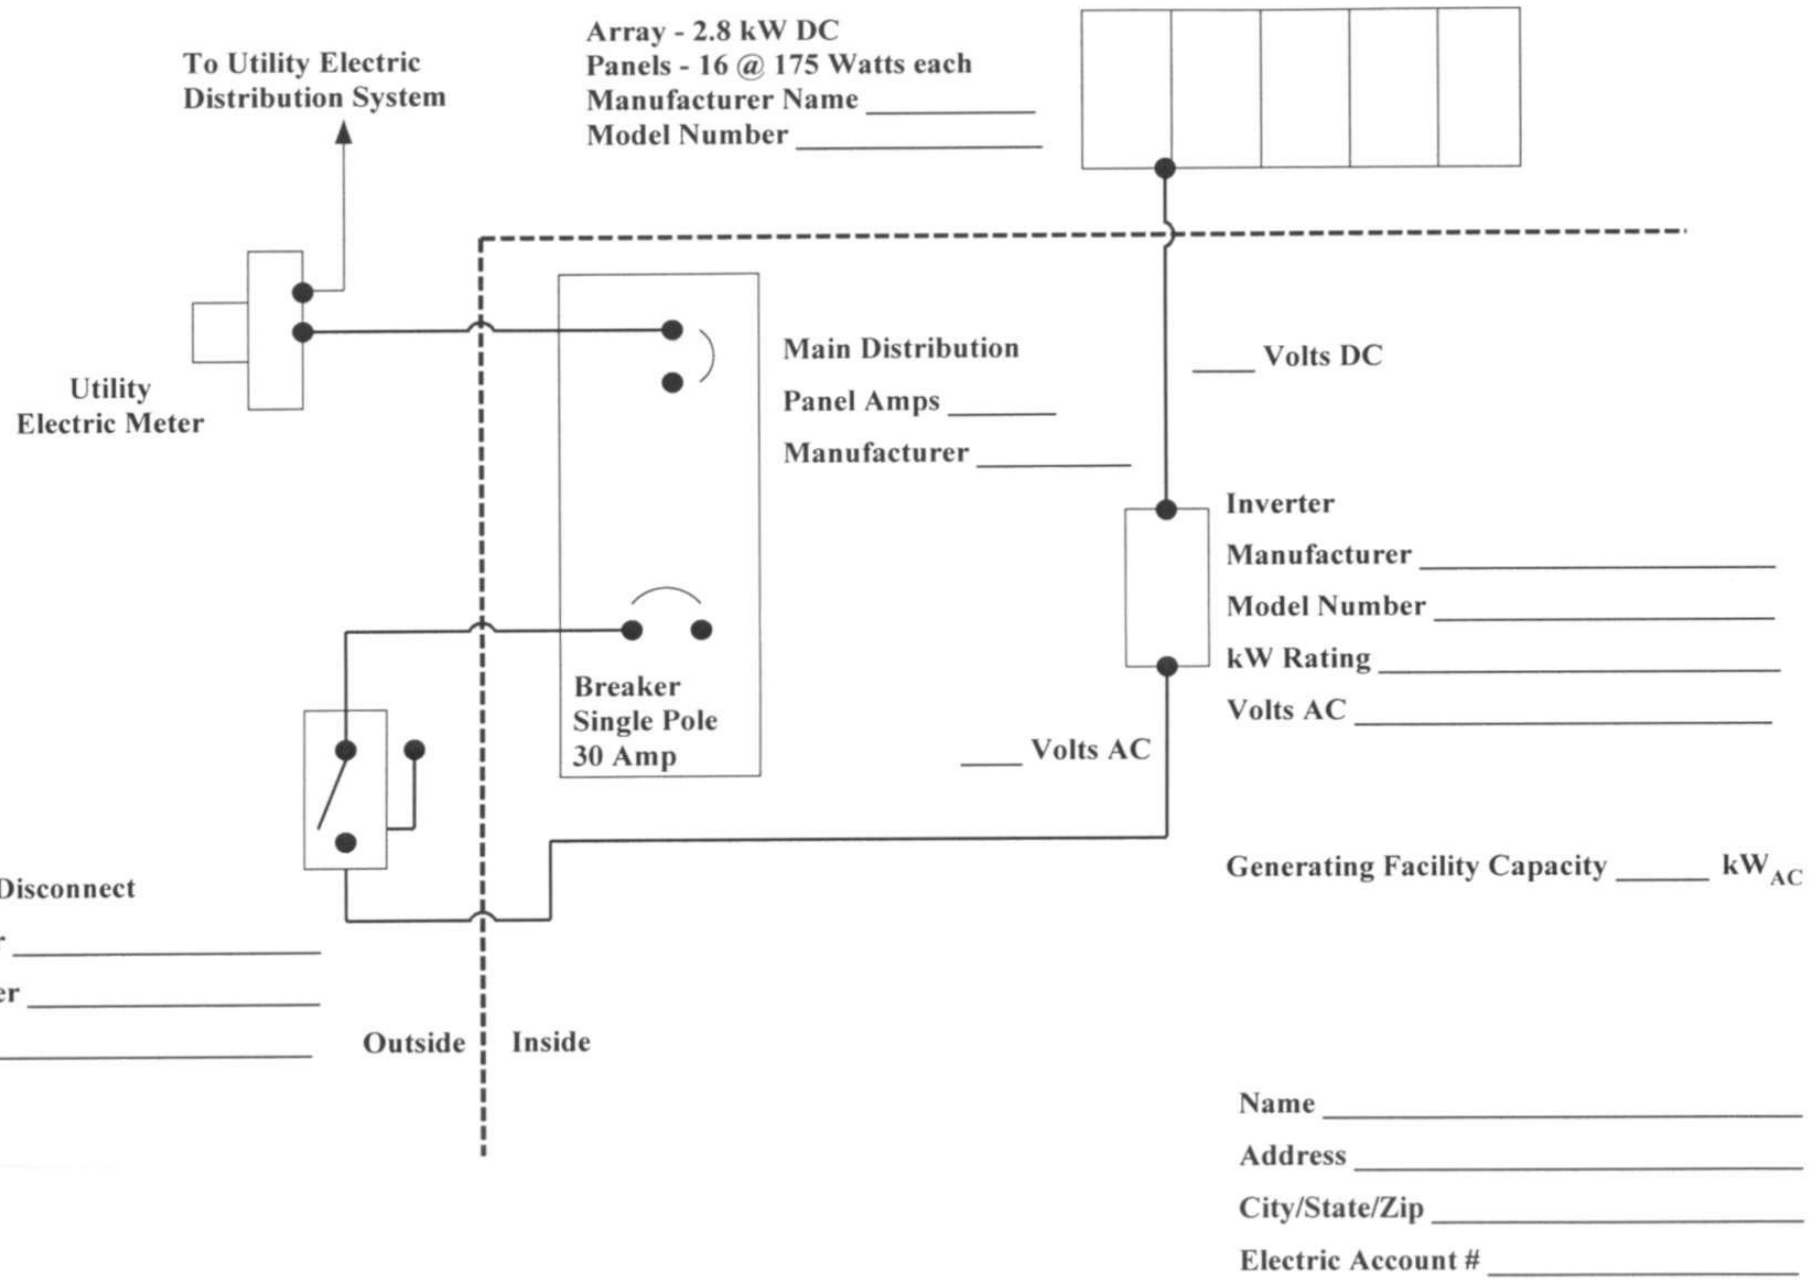 To Utility Electric
Distribution System
Array - 2.8 kW DC
Panels - 16 @ 175 Watts each
Manufacturer Name
Model Number
Utility
Electric Meter
Main Distribution
Panel Amps
Manufacturer
Volts DC
Inverter
Manufacturer
Model Number
kW Rating
Volts AC
Breaker
Single Pole
30 Amp
Volts AC
Generating Facility Capacity kW AC
Disconnect
Outside Inside
Name
Address
City/State/Zip
Electric Account #